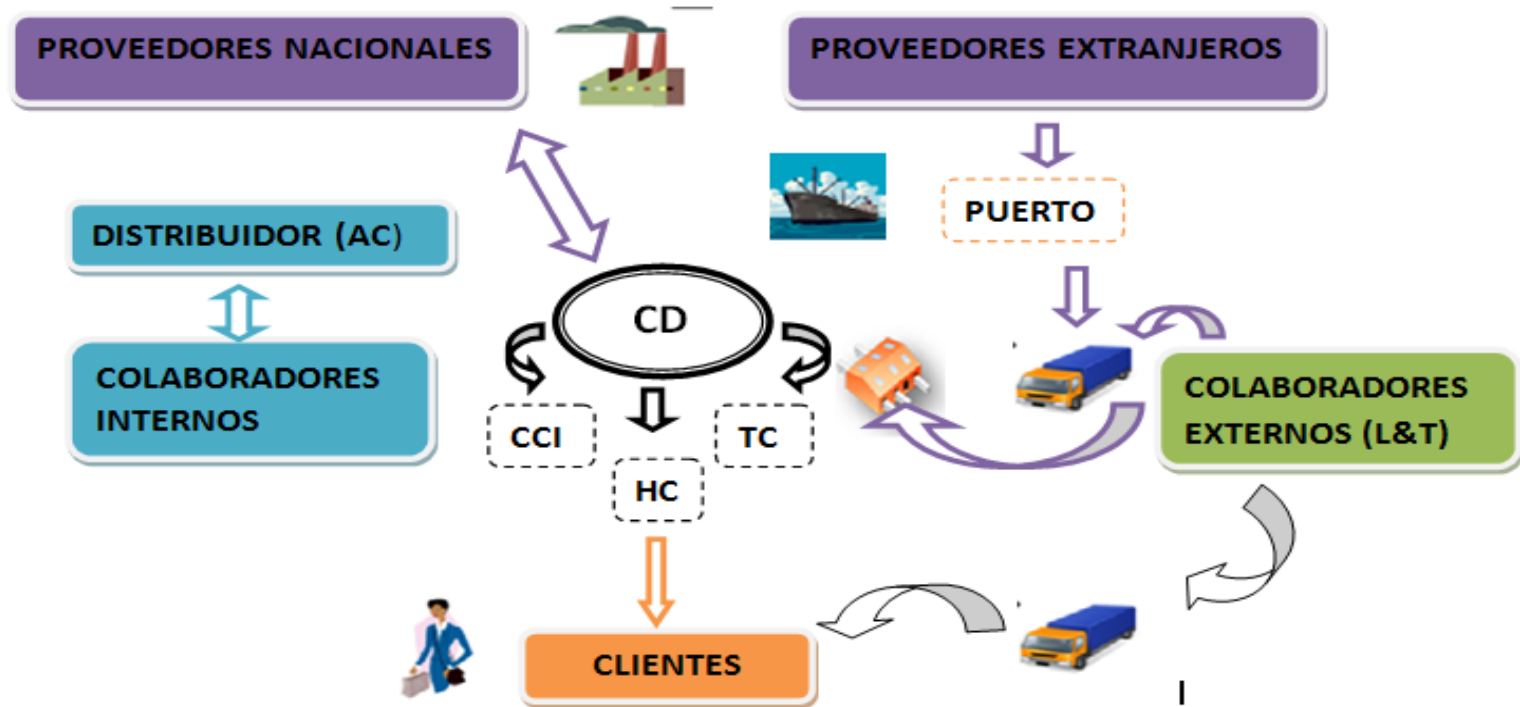 PROVEEDORES NACIONALES
PROVEEDORES EXTRANJEROS
PUERTO
DISTRIBUIDOR (AC)
CD
COLABORADORES
INTERNOS
COLABORADORES
EXTERNOS (L&T)
CCI
TC
HC
CLIENTES